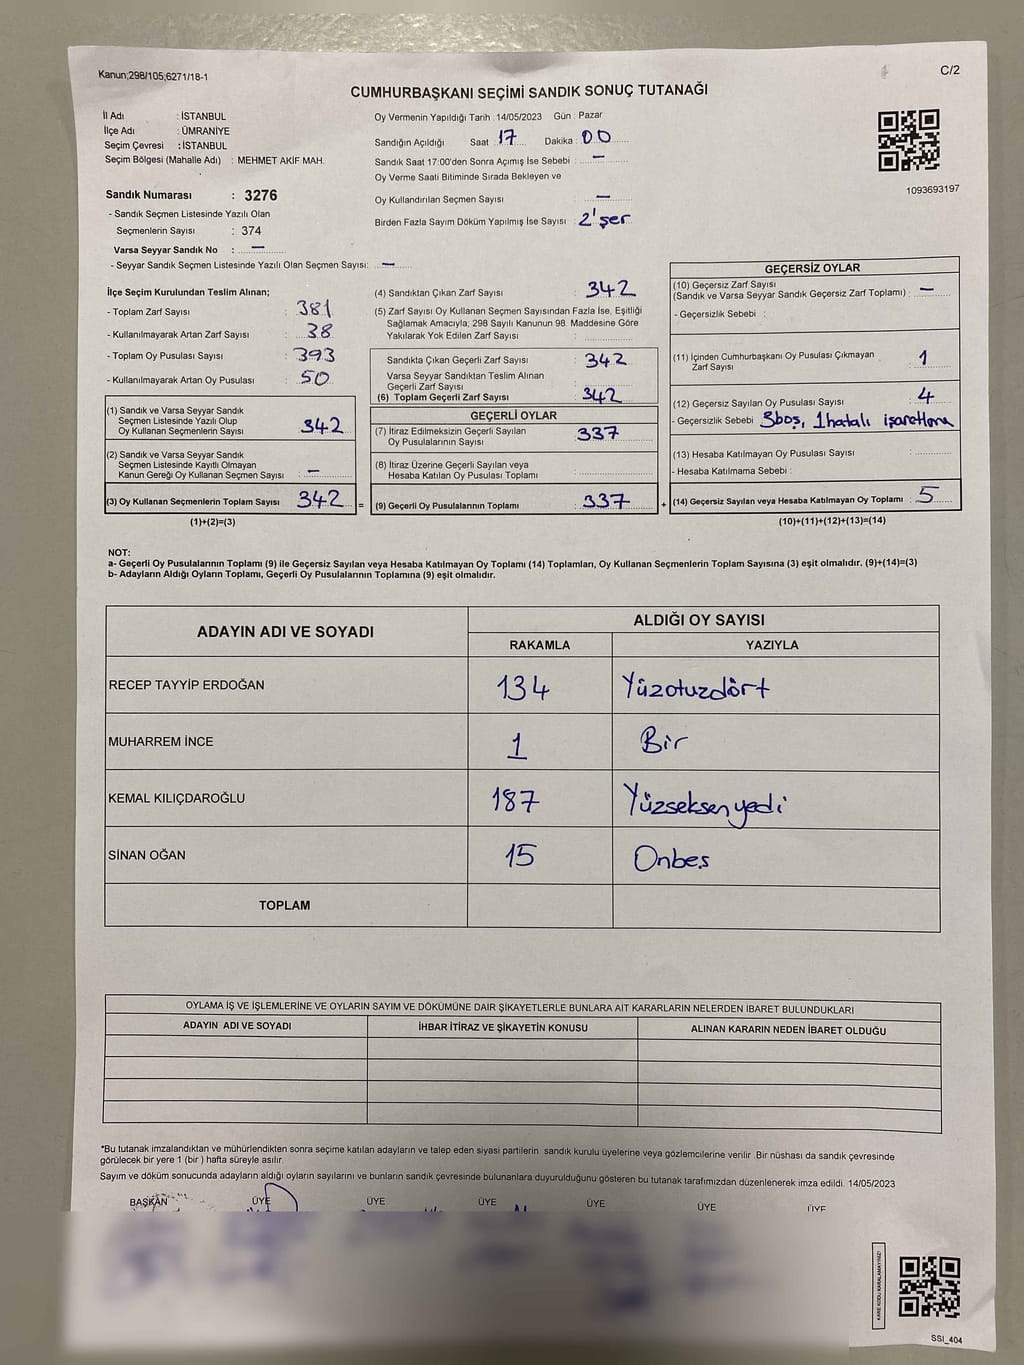 Kanun;298/105;6271/18-1
C/2
CUMHURBAŞKANI SEÇİMİ SANDIK SONUÇ TUTANAĞI
İl Adı : İSTANBUL
İlçe Adı : ÜMRANİYE
Seçim Çevresi : İSTANBUL
Seçim Bölgesi (Mahalle Adı) : MEHMET AKİF MAH.
Sandık Numarası : 3276
- Sandık Seçmen Listesinde Yazılı Olan
Seçmenlerin Sayısı : 374
Varsa Seyyar Sandık No : —
- Seyyar Sandık Seçmen Listesinde Yazılı Olan Seçmen Sayısı: —
Oy Vermenin Yapıldığı Tarih : 14/05/2023 Gün : Pazar
Sandığın Açıldığı Saat 17 Dakika : 00
Sandık Saat 17:00'den Sonra Açımış İse Sebebi : —
Oy Verme Saati Bitiminde Sırada Bekleyen ve
Oy Kullandırılan Seçmen Sayısı —
Birden Fazla Sayım Döküm Yapılmış İse Sayısı : 2'şer
1093693197
İlçe Seçim Kurulundan Teslim Alınan;
- Toplam Zarf Sayısı : 381
- Kullanılmayarak Artan Zarf Sayısı : 38
- Toplam Oy Pusulası Sayısı : 393
- Kullanılmayarak Artan Oy Pusulası : 50
(1) Sandık ve Varsa Seyyar Sandık
Seçmen Listesinde Yazılı Olup
Oy Kullanan Seçmenlerin Sayısı : 342
(2) Sandık ve Varsa Seyyar Sandık
Seçmen Listesinde Kayıtlı Olmayan
Kanun Gereği Oy Kullanan Seçmen Sayısı : —
(3) Oy Kullanan Seçmenlerin Toplam Sayısı : 342
(1)+(2)=(3)
=
(4) Sandıktan Çıkan Zarf Sayısı : 342
(5) Zarf Sayısı Oy Kullanan Seçmen Sayısından Fazla İse, Eşitliği
Sağlamak Amacıyla; 298 Sayılı Kanunun 98. Maddesine Göre
Yakılarak Yok Edilen Zarf Sayısı :
Sandıkta Çıkan Geçerli Zarf Sayısı : 342
Varsa Seyyar Sandıktan Teslim Alınan
Geçerli Zarf Sayısı :
(6) Toplam Geçerli Zarf Sayısı : 342
GEÇERLİ OYLAR
(7) İtiraz Edilmeksizin Geçerli Sayılan
Oy Pusulalarının Sayısı : 337
(8) İtiraz Üzerine Geçerli Sayılan veya
Hesaba Katılan Oy Pusulası Toplamı :
(9) Geçerli Oy Pusulalarının Toplamı : 337
+
GEÇERSİZ OYLAR
(10) Geçersiz Zarf Sayısı
(Sandık ve Varsa Seyyar Sandık Geçersiz Zarf Toplamı) : —
- Geçersizlik Sebebi :
(11) İçinden Cumhurbaşkanı Oy Pusulası Çıkmayan
Zarf Sayısı : 1
(12) Geçersiz Sayılan Oy Pusulası Sayısı : 4
- Geçersizlik Sebebi 3boş, 1hatalı işaretlema
(13) Hesaba Katılmayan Oy Pusulası Sayısı :
- Hesaba Katılmama Sebebi :
(14) Geçersiz Sayılan veya Hesaba Katılmayan Oy Toplamı : 5
(10)+(11)+(12)+(13)=(14)
NOT:
a- Geçerli Oy Pusulalarının Toplamı (9) ile Geçersiz Sayılan veya Hesaba Katılmayan Oy Toplamı (14) Toplamları, Oy Kullanan Seçmenlerin Toplam Sayısına (3) eşit olmalıdır. (9)+(14)=(3)
b- Adayların Aldığı Oyların Toplamı, Geçerli Oy Pusulalarının Toplamına (9) eşit olmalıdır.
ADAYIN ADI VE SOYADI
ALDIĞI OY SAYISI
RAKAMLA YAZIYLA
RECEP TAYYİP ERDOĞAN 134 Yüzotuzdört
MUHARREM İNCE 1 Bir
KEMAL KILIÇDAROĞLU 187 Yüzseksenyedi
SİNAN OĞAN 15 Onbeş
TOPLAM
OYLAMA İŞ VE İŞLEMLERİNE VE OYLARIN SAYIM VE DÖKÜMÜNE DAİR ŞİKAYETLERLE BUNLARA AİT KARARLARIN NELERDEN İBARET BULUNDUKLARI
ADAYIN ADI VE SOYADI İHBAR İTİRAZ VE ŞİKAYETİN KONUSU ALINAN KARARIN NEDEN İBARET OLDUĞU
*Bu tutanak imzalandıktan ve mühürlendikten sonra seçime katılan adayların ve talep eden siyasi partilerin sandık kurulu üyelerine veya gözlemcilerine verilir .Bir nüshası da sandık çevresinde
görülecek bir yere 1 (bir ) hafta süreyle asılır.
Sayım ve döküm sonucunda adayların aldığı oyların sayılarını ve bunların sandık çevresinde bulunanlara duyurulduğunu gösteren bu tutanak tarafımızdan düzenlenerek imza edildi. 14/05/2023
BAŞKAN ÜYE ÜYE ÜYE ÜYE ÜYE ÜYE
KARE KODU KARALAMAYINIZ!
SSI_404